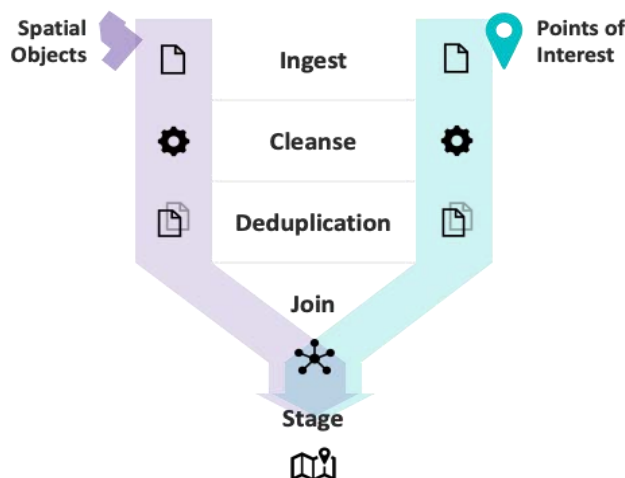 Spatial
Objects
Points of
Interest
Ingest
Cleanse
Deduplication
Join
Stage